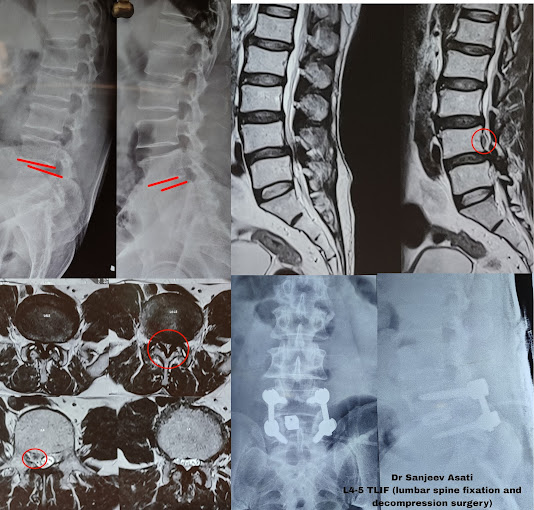 Dr Sanjeev Asati
L4-5 TLIF (lumbar spine fixation and
decompression surgery)